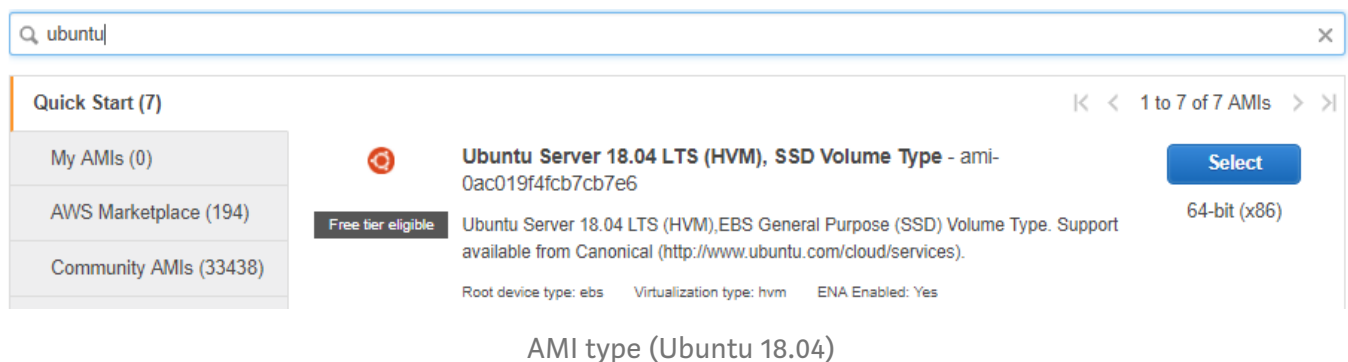 ubuntu
Quick Start (7)
1 to 7 of 7 AMIs
My AMIs (0)
AWS Marketplace (194)
Community AMIs (33438)
Free tier eligible
Ubuntu Server 18.04 LTS (HVM), SSD Volume Type - ami-
0ac019f4fcb7cb7e6
Ubuntu Server 18.04 LTS (HVM),EBS General Purpose (SSD) Volume Type. Support
available from Canonical (http://www.ubuntu.com/cloud/services).
Root device type: ebs Virtualization type: hvm ENA Enabled: Yes
Select
64-bit (x86)
AMI type (Ubuntu 18.04)